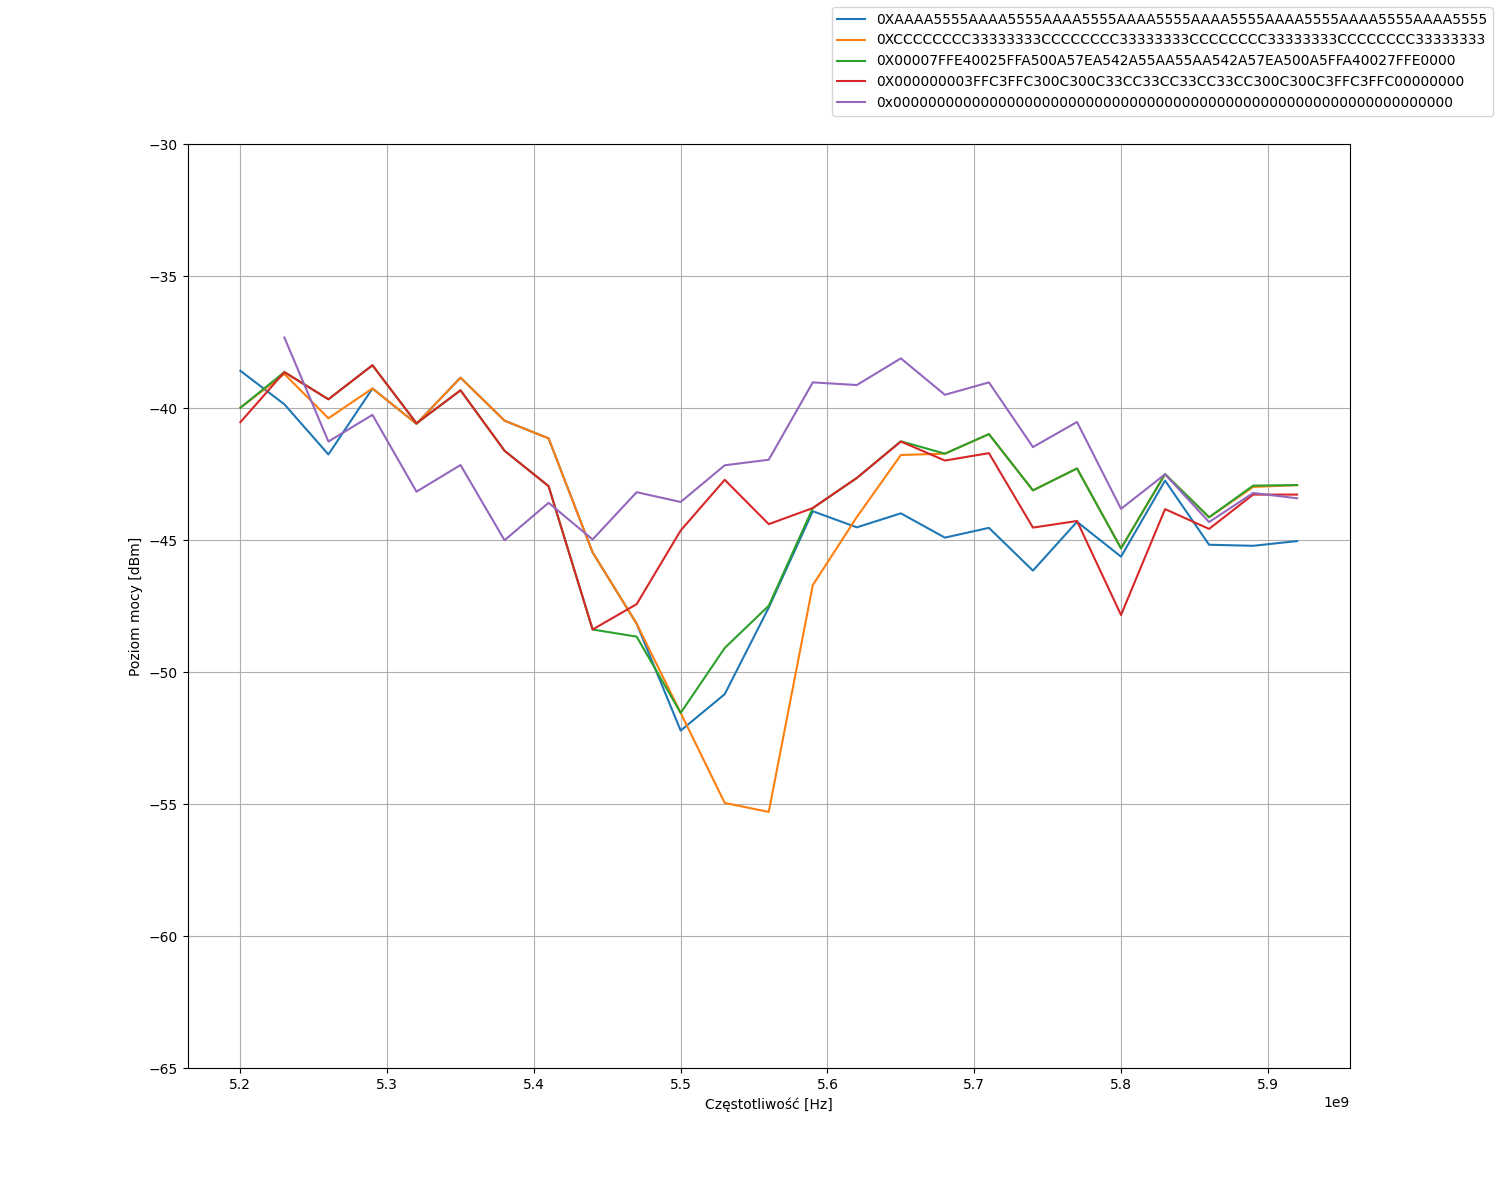 0XAAAA5555AAAA5555AAAA5555AAAA5555AAAA5555AAAA5555AAAA5555AAAA5555
0XCCCCCCCC33333333CCCCCCCC33333333CCCCCCCC33333333CCCCCCCC33333333
0X00007FFE40025FFA500A57EA542A55AA55AA542A57EA500A5FFA40027FFE0000
0X000000003FFC3FFC300C300C33CC33CC33CC33CC300C300C3FFC3FFC00000000
0x0000000000000000000000000000000000000000000000000000000000000000
−30
−35
−40
−45
−50
−55
−60
−65
Poziom mocy [dBm]
5.2 5.3 5.4 5.5 5.6 5.7 5.8 5.9
Częstotliwość [Hz]
1e9